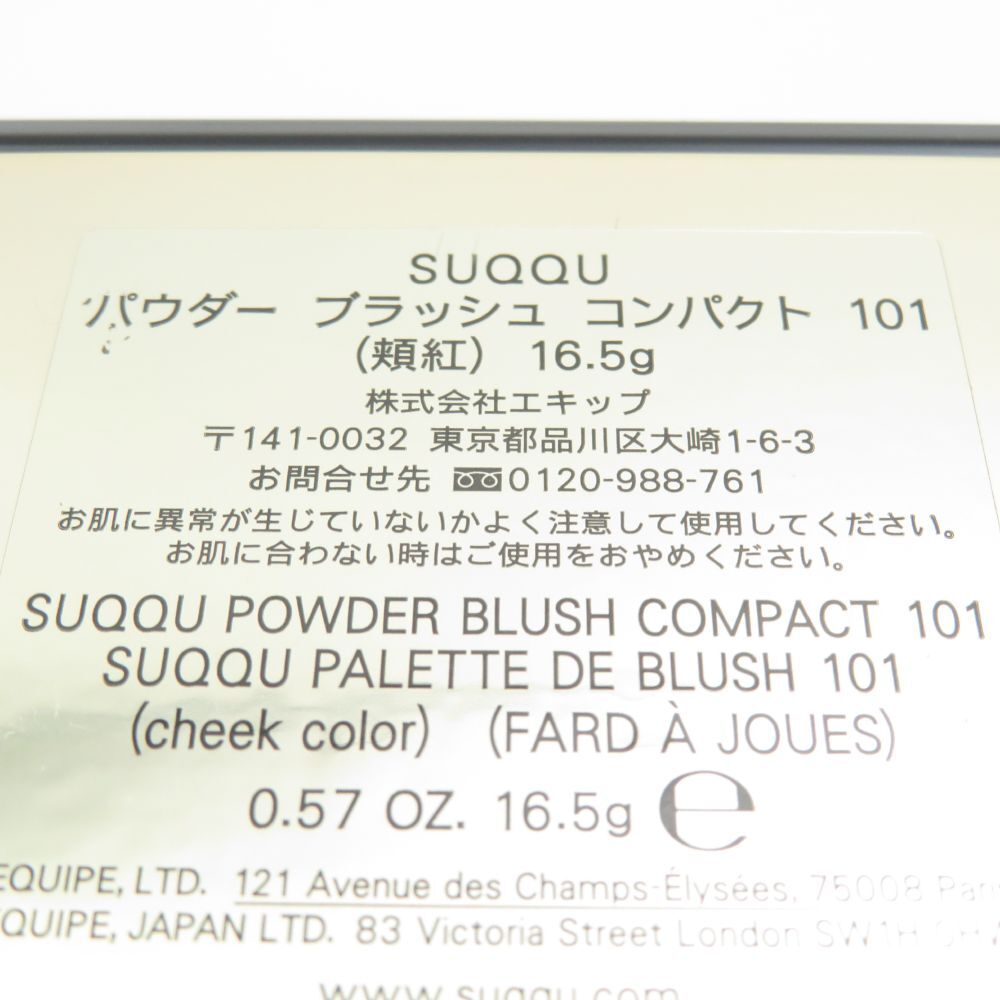 SUQQU
パウダー ブラッシュ コンパクト 101
(頬紅) 16.5g
株式会社エキップ
〒141-0032 東京都品川区大崎1-6-3
お問合せ先 0120-988-761
お肌に異常が生じていないかよく注意して使用してください。
お肌に合わない時はご使用をおやめください。
SUQQU POWDER BLUSH COMPACT 101
SUQQU PALETTE DE BLUSH 101
(cheek color) (FARD À JOUES)
0.57 OZ. 16.5g ℮
EQUIPE, LTD. 121 Avenue des Champs-Élysées, 75008 Paris
EQUIPE, JAPAN LTD. 83 Victoria Street London SW1H
www.suqqu.com